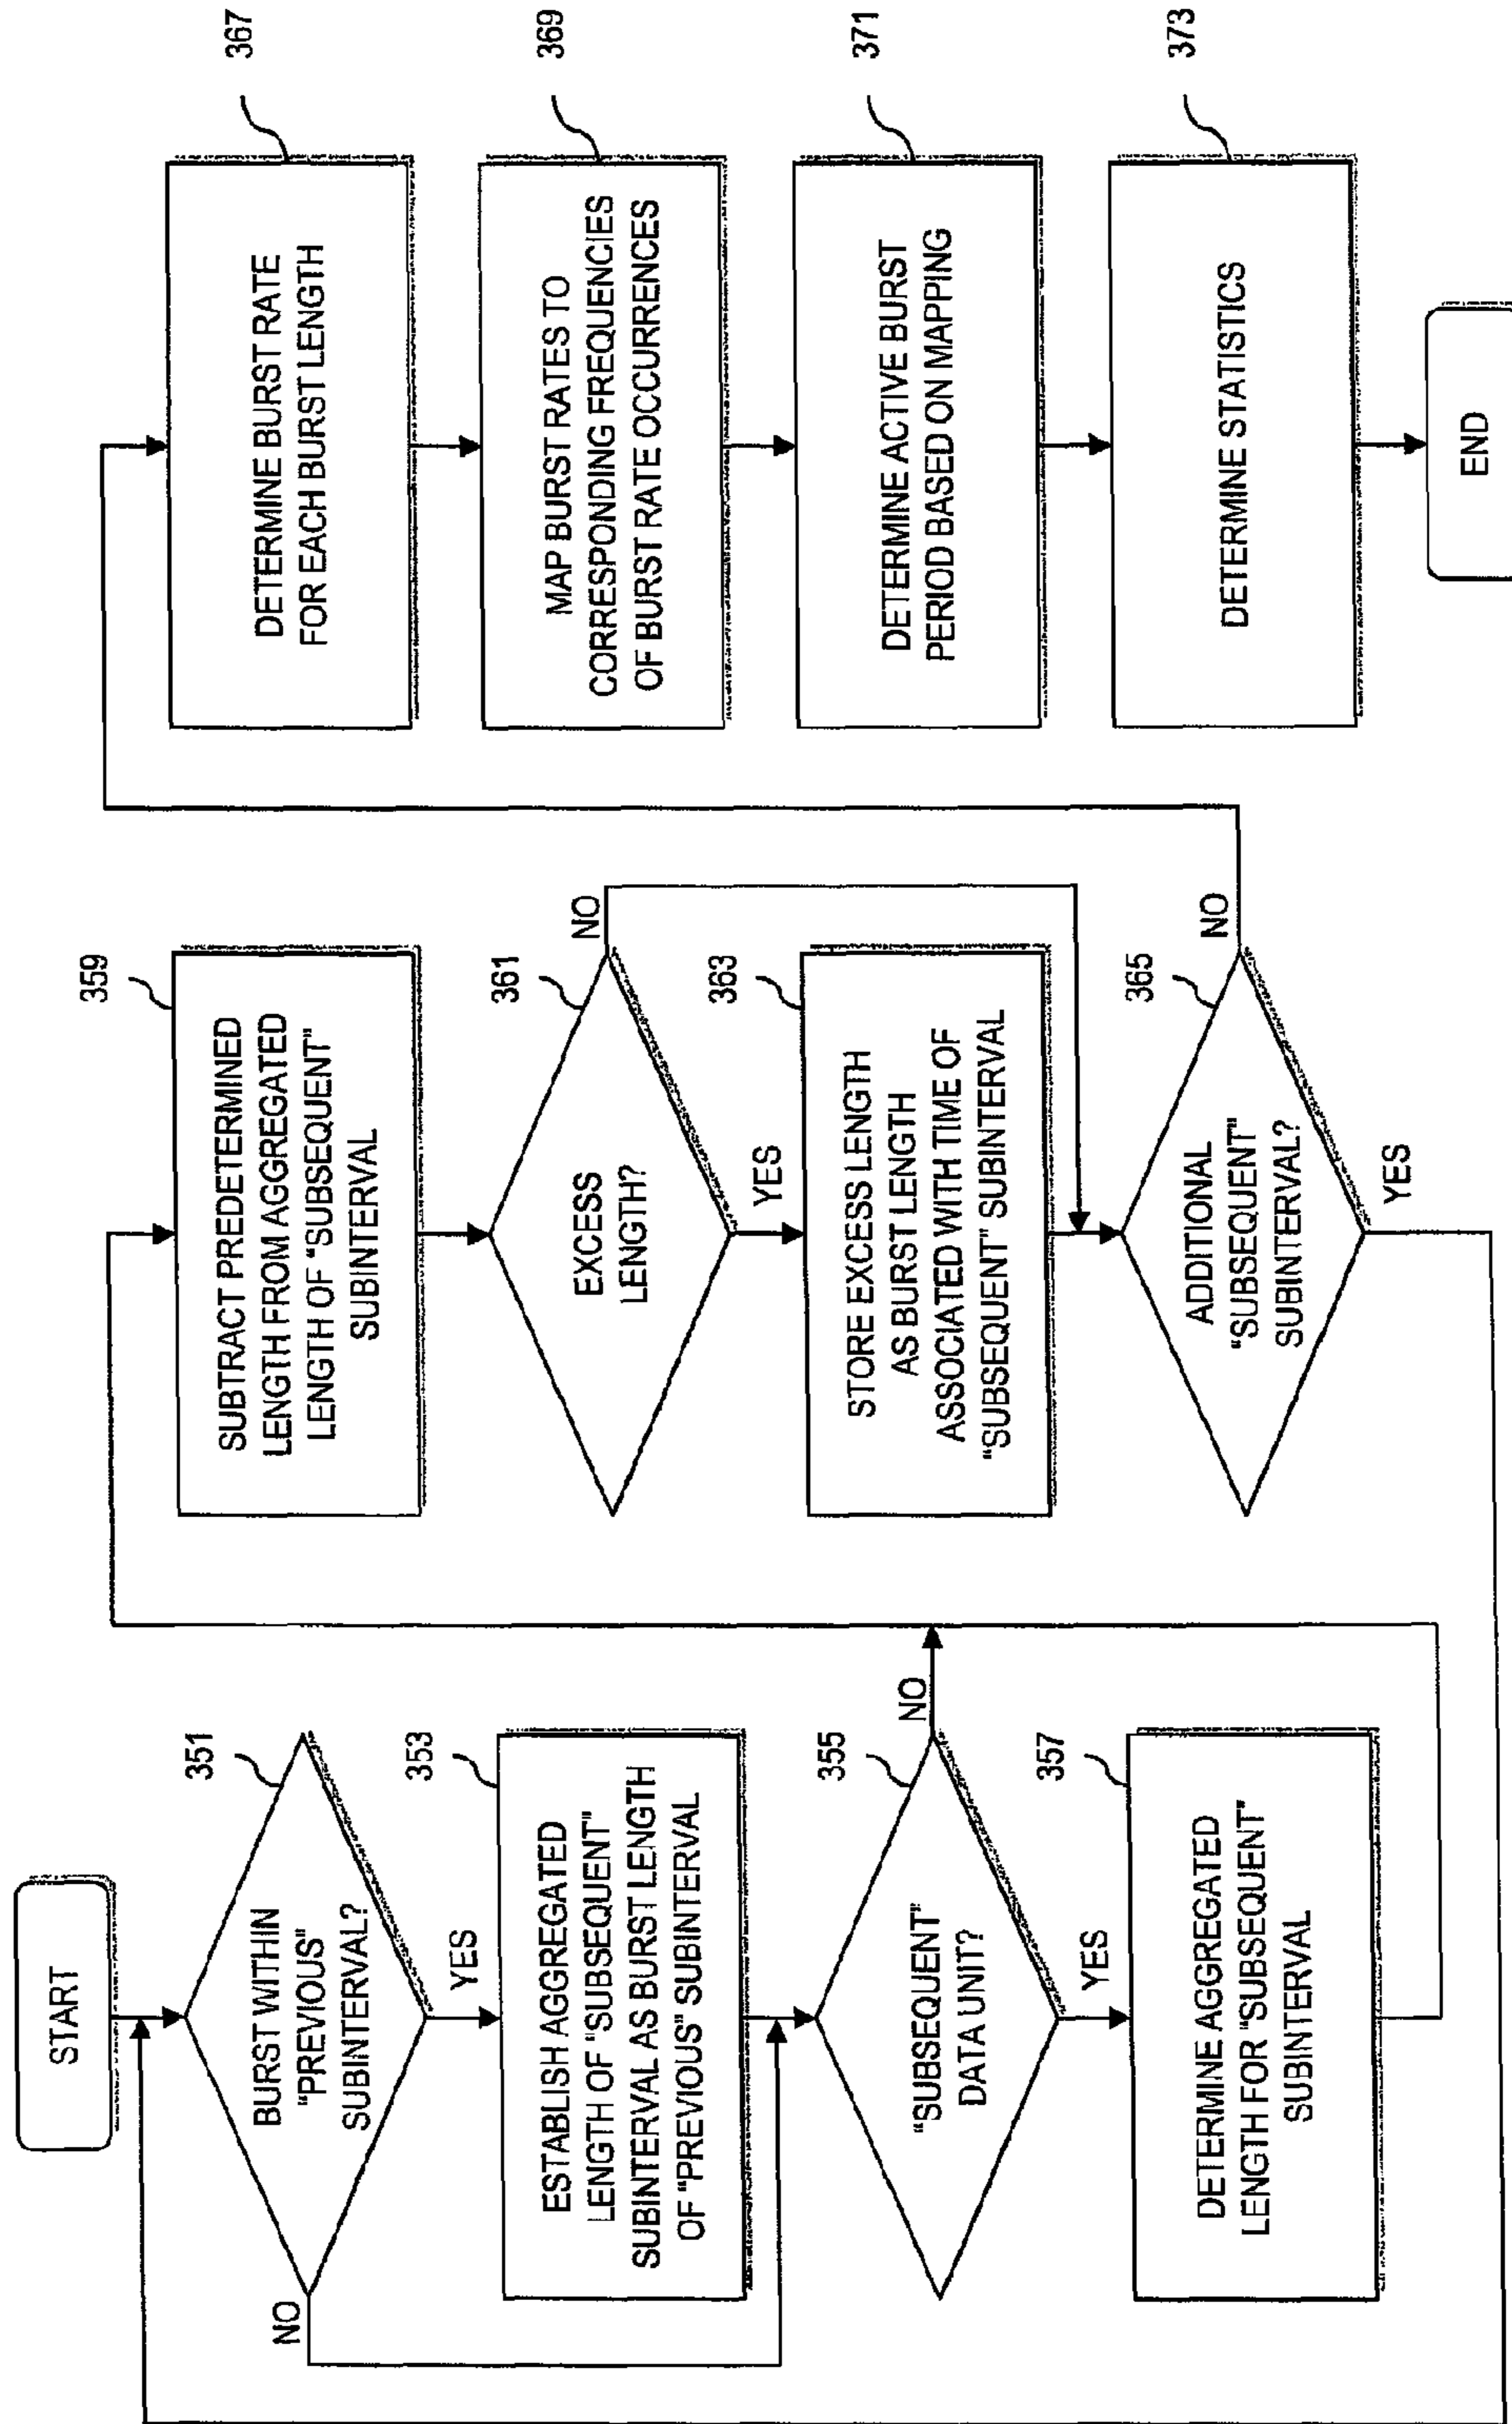 START
351
BURST WITHIN
"PREVIOUS"
SUBINTERVAL?
NO
YES
353
ESTABLISH AGGREGATED
LENGTH OF "SUBSEQUENT"
SUBINTERVAL AS BURST LENGTH
OF "PREVIOUS" SUBINTERVAL
355
"SUBSEQUENT"
DATA UNIT?
NO
YES
357
DETERMINE AGGREGATED
LENGTH FOR "SUBSEQUENT"
SUBINTERVAL
359
SUBTRACT PREDETERMINED
LENGTH FROM AGGREGATED
LENGTH OF "SUBSEQUENT"
SUBINTERVAL
361
EXCESS
LENGTH?
NO
YES
363
STORE EXCESS LENGTH
AS BURST LENGTH
ASSOCIATED WITH TIME OF
"SUBSEQUENT" SUBINTERVAL
365
ADDITIONAL
"SUBSEQUENT"
SUBINTERVAL?
NO
YES
367
DETERMINE BURST RATE
FOR EACH BURST LENGTH
369
MAP BURST RATES TO
CORRESPONDING FREQUENCIES
OF BURST RATE OCCURRENCES
371
DETERMINE ACTIVE BURST
PERIOD BASED ON MAPPING
373
DETERMINE STATISTICS
END